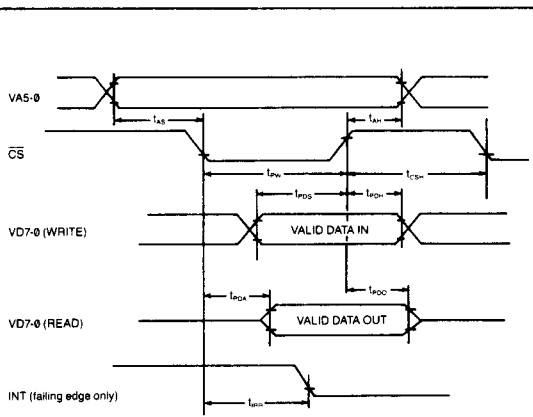 VA5-0
tAS
tAH
CS
tPW
tCSH
tPDS
tPDH
VD7-0 (WRITE)
VALID DATA IN
tPDA
tPDO
VD7-0 (READ)
VALID DATA OUT
INT (falling edge only)
tIRR